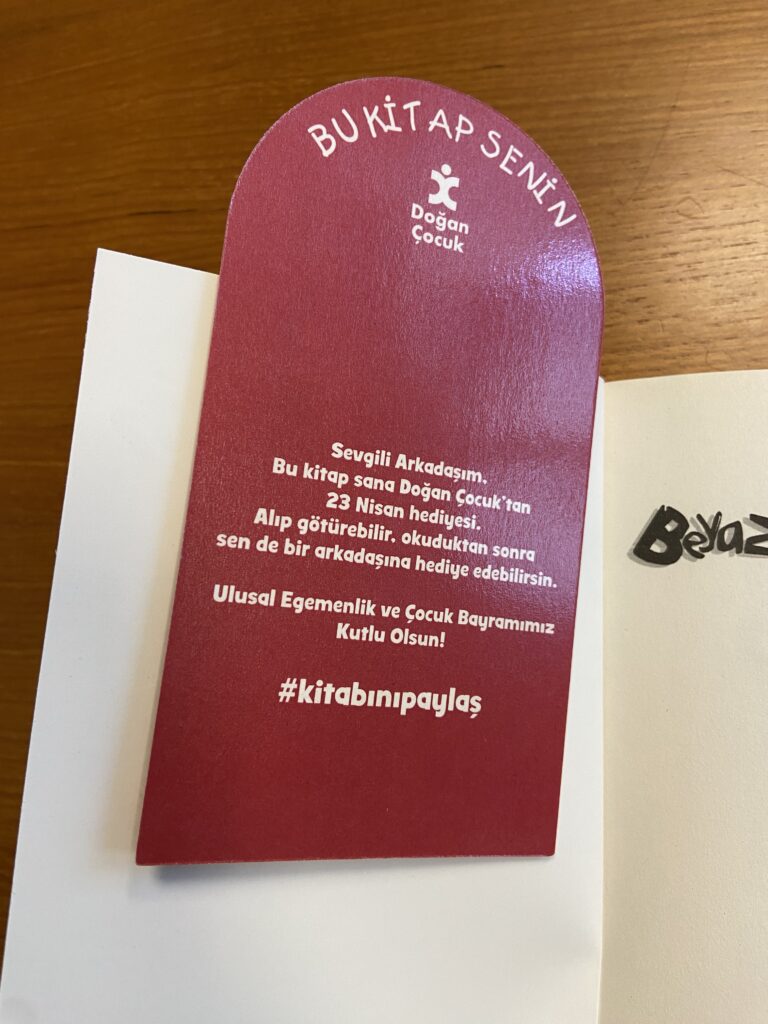 BU KİTAP SENİN
Doğan
Çocuk
Sevgili Arkadaşım,
Bu kitap sana Doğan Çocuk'tan
23 Nisan hediyesi.
Alıp götürebilir, okuduktan sonra
sen de bir arkadaşına hediye edebilirsin.
Ulusal Egemenlik ve Çocuk Bayramımız
Kutlu Olsun!
#kitabınıpaylaş
Beyaz